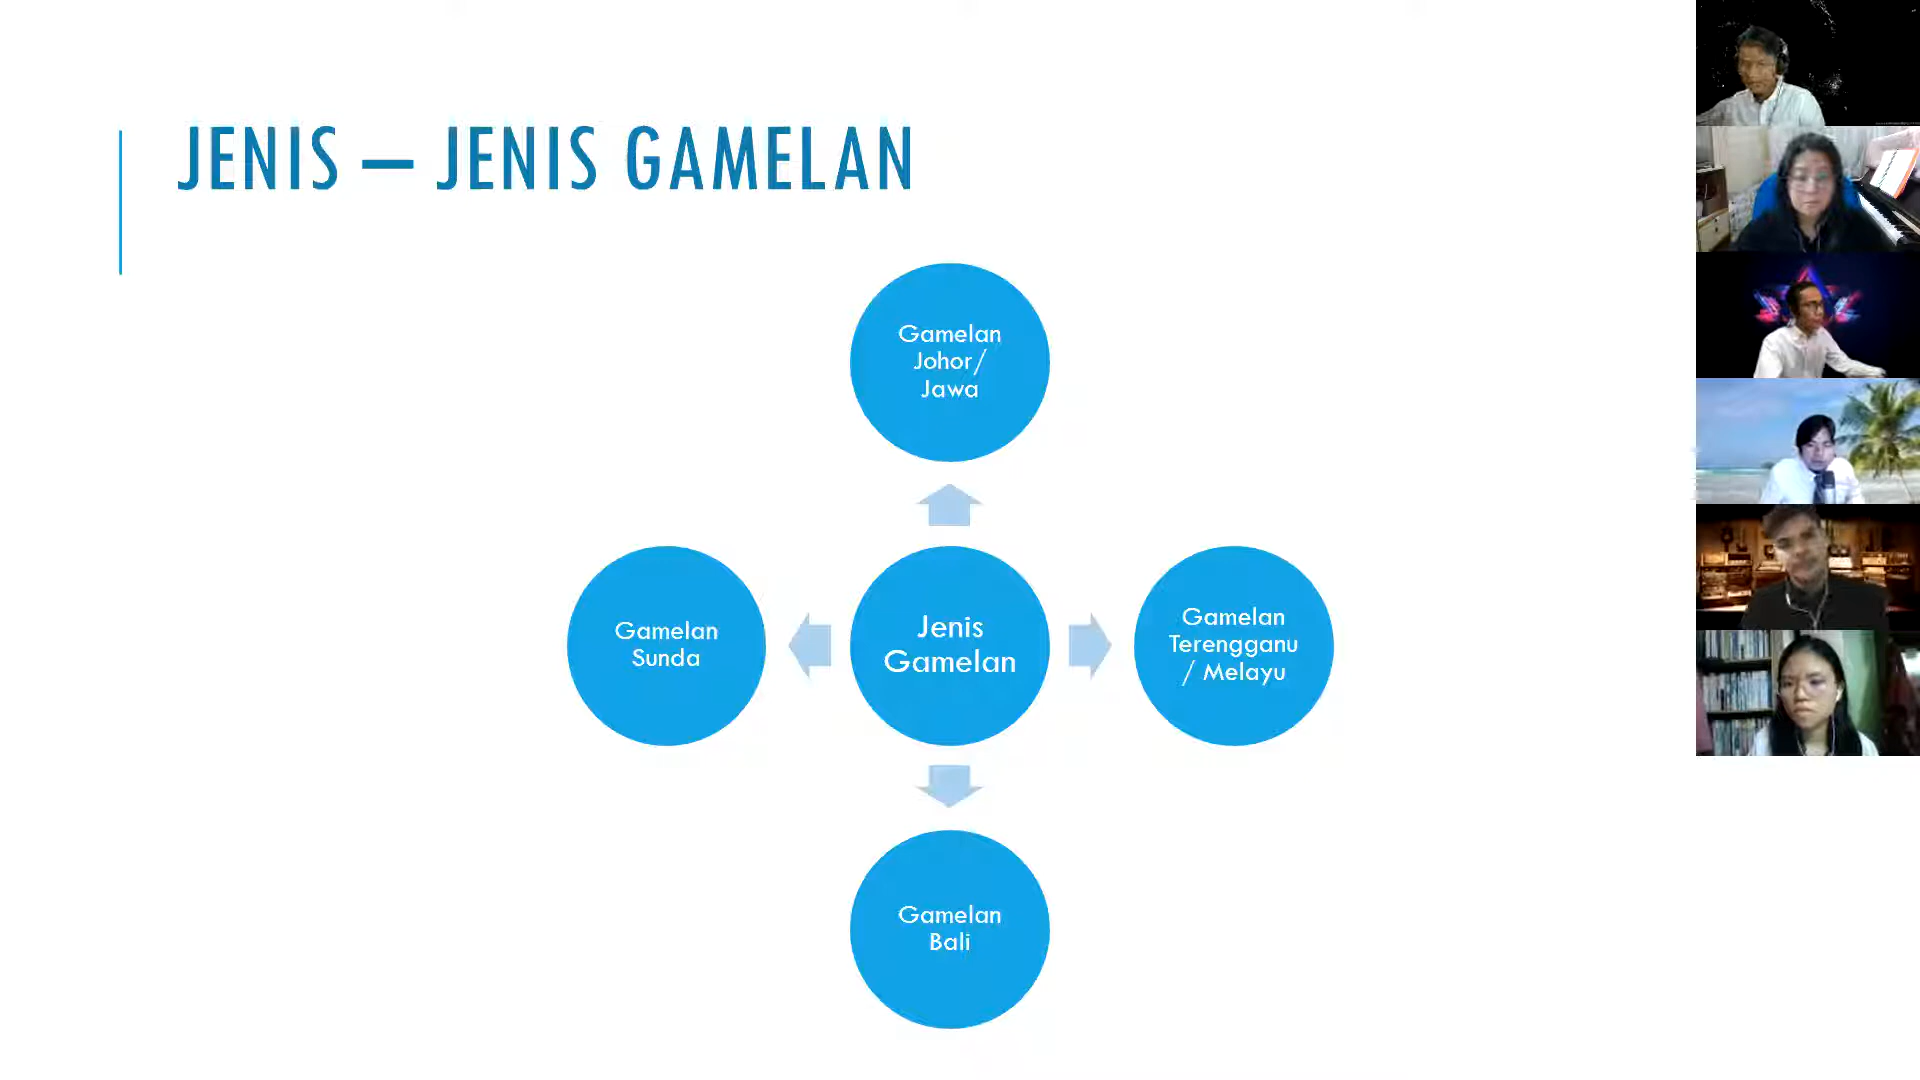 JENIS – JENIS GAMELAN
Gamelan
Johor/
Jawa
Gamelan
Sunda
Jenis
Gamelan
Gamelan
Terengganu
/ Melayu
Gamelan
Bali